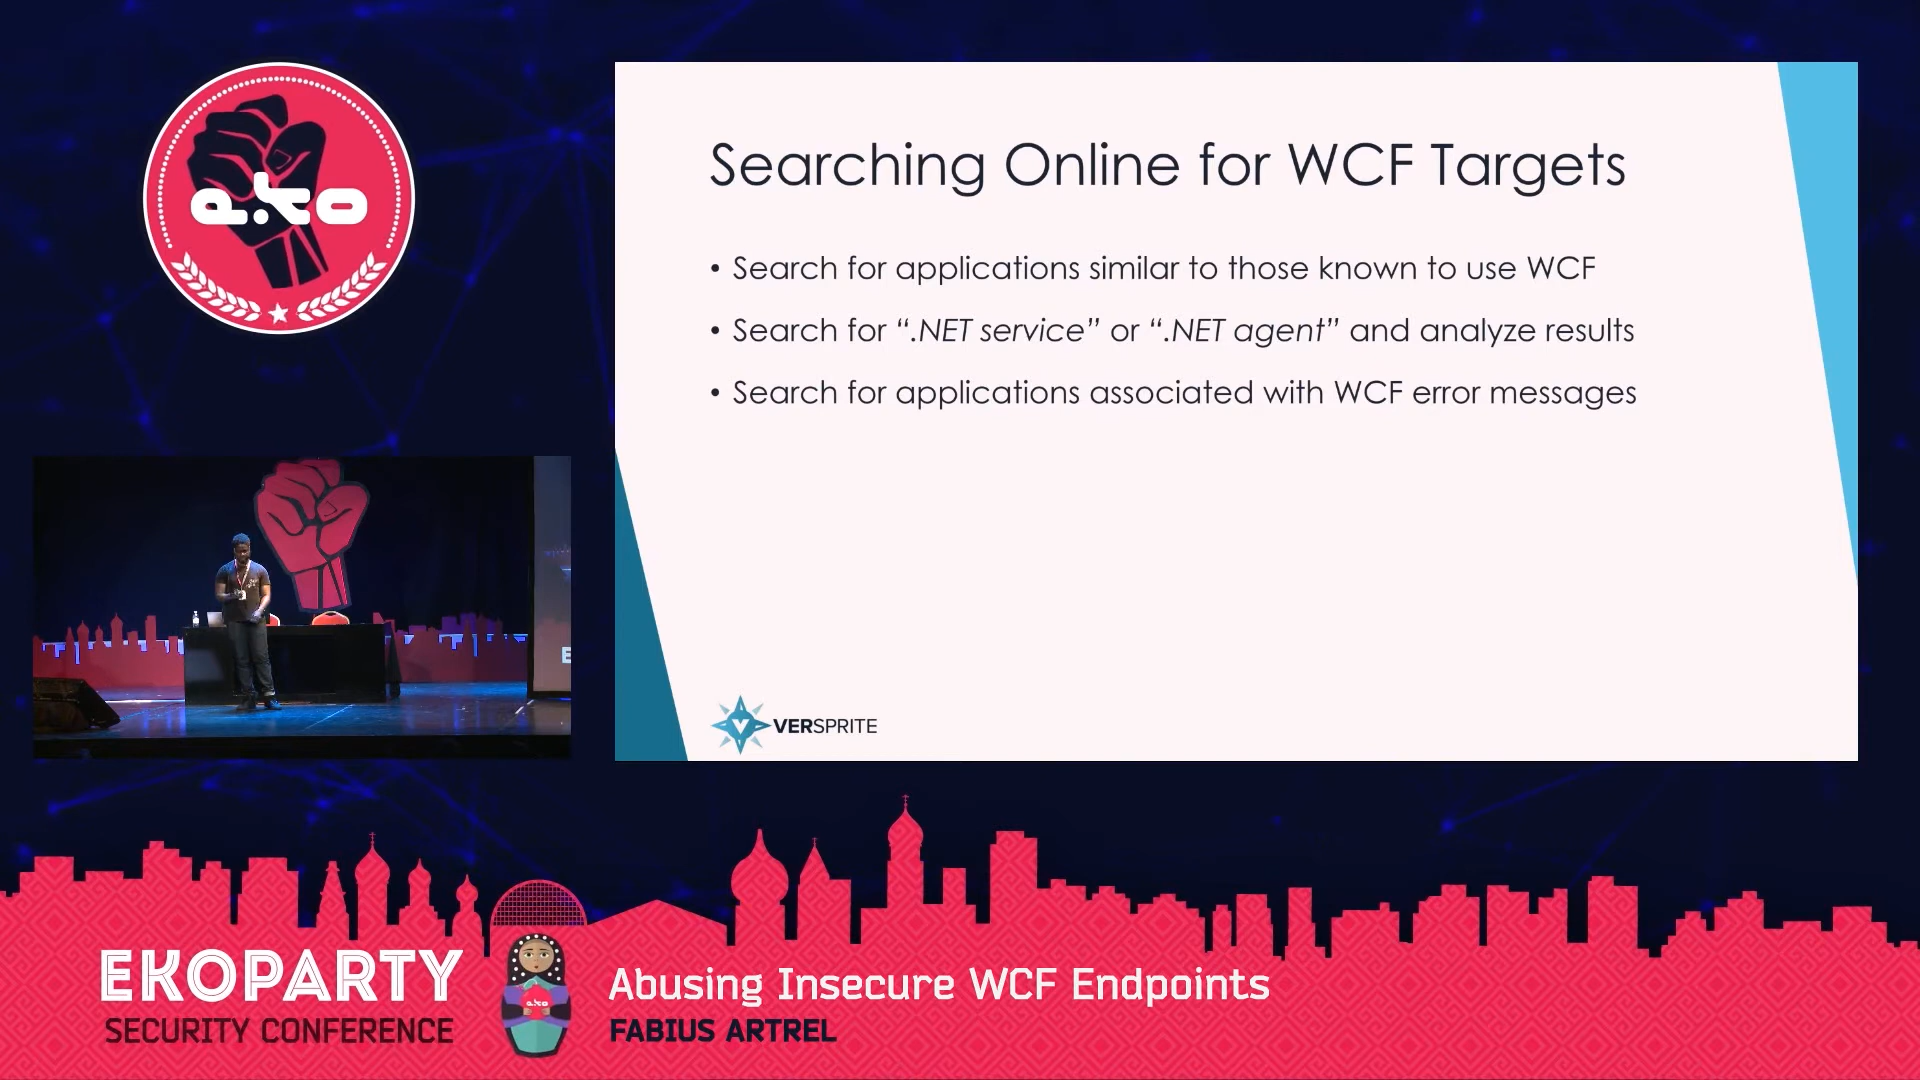 eko
Searching Online for WCF Targets
• Search for applications similar to those known to use WCF
• Search for “.NET service” or “.NET agent” and analyze results
• Search for applications associated with WCF error messages
E
VERSPRITE
EKOPARTY
SECURITY CONFERENCE
eko
Abusing Insecure WCF Endpoints
FABIUS ARTREL